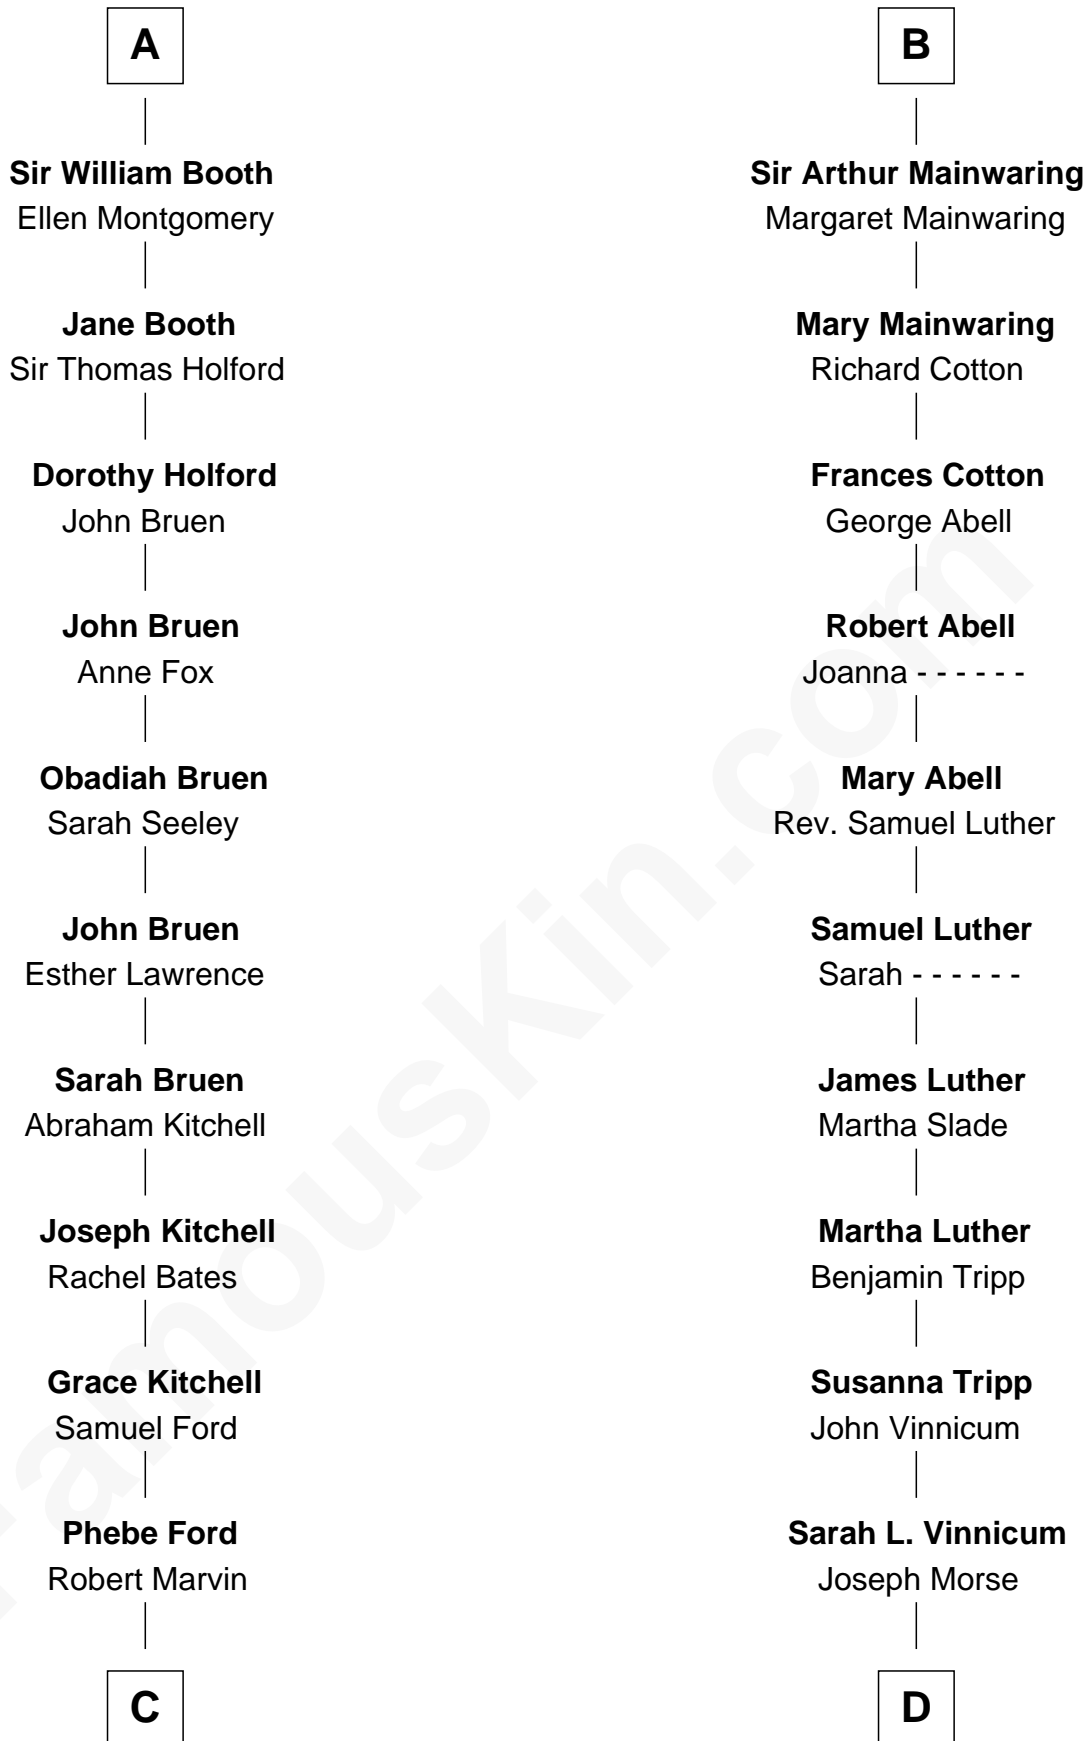 A
Sir William Booth
Ellen Montgomery
Jane Booth
Sir Thomas Holford
Dorothy Holford
John Bruen
John Bruen
Anne Fox
Obadiah Bruen
Sarah Seeley
John Bruen
Esther Lawrence
Sarah Bruen
Abraham Kitchell
Joseph Kitchell
Rachel Bates
Grace Kitchell
Samuel Ford
Phebe Ford
Robert Marvin
C
B
Sir Arthur Mainwaring
Margaret Mainwaring
Mary Mainwaring
Richard Cotton
Frances Cotton
George Abell
Robert Abell
Joanna - - - - - -
Mary Abell
Rev. Samuel Luther
Samuel Luther
Sarah - - - - - -
James Luther
Martha Slade
Martha Luther
Benjamin Tripp
Susanna Tripp
John Vinnicum
Sarah L. Vinnicum
Joseph Morse
D
FamousKin.com